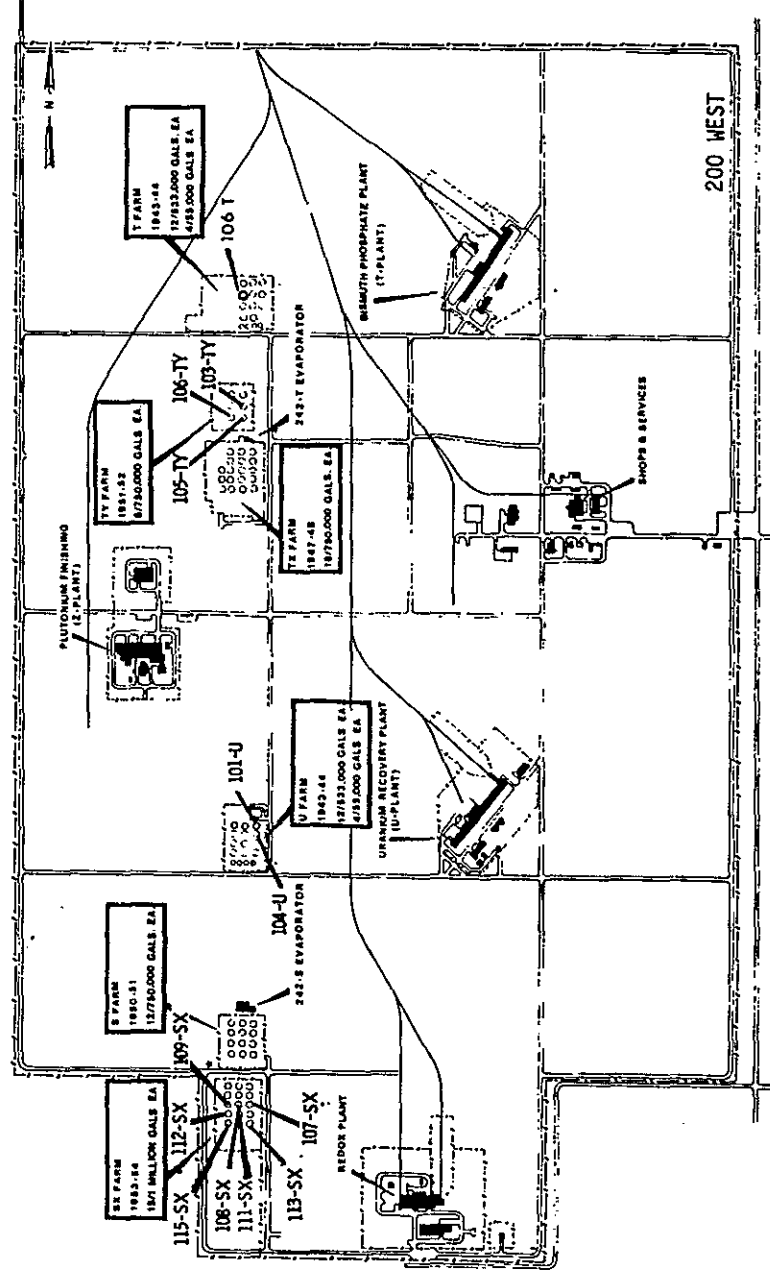 N
T FARM
1943-44
12/533,000 GALS. EA
4/55,000 GALS EA
106 T
TY FARM
1951-52
6/750,000 GALS EA.
106-TY
103-TY
105-TY
242-T EVAPORATOR
TX FARM
1947-48
18/750,000 GALS. EA
BISMUTH PHOSPHATE PLANT
(T-PLANT)
200 WEST
PLUTONIUM FINISHING
(Z-PLANT)
SHOPS & SERVICES
101-U
U FARM
1943-44
12/533,000 GALS EA
4/55,000 GALS EA
104-U
URANIUM RECOVERY PLANT
(U-PLANT)
S FARM
1950-51
12/750,000 GALS. EA
242-S EVAPORATOR
SX FARM
1953-54
15/1 MILLION GALS EA
109-SX
112-SX
115-SX
108-SX
111-SX
113-SX
107-SX
REDOX PLANT